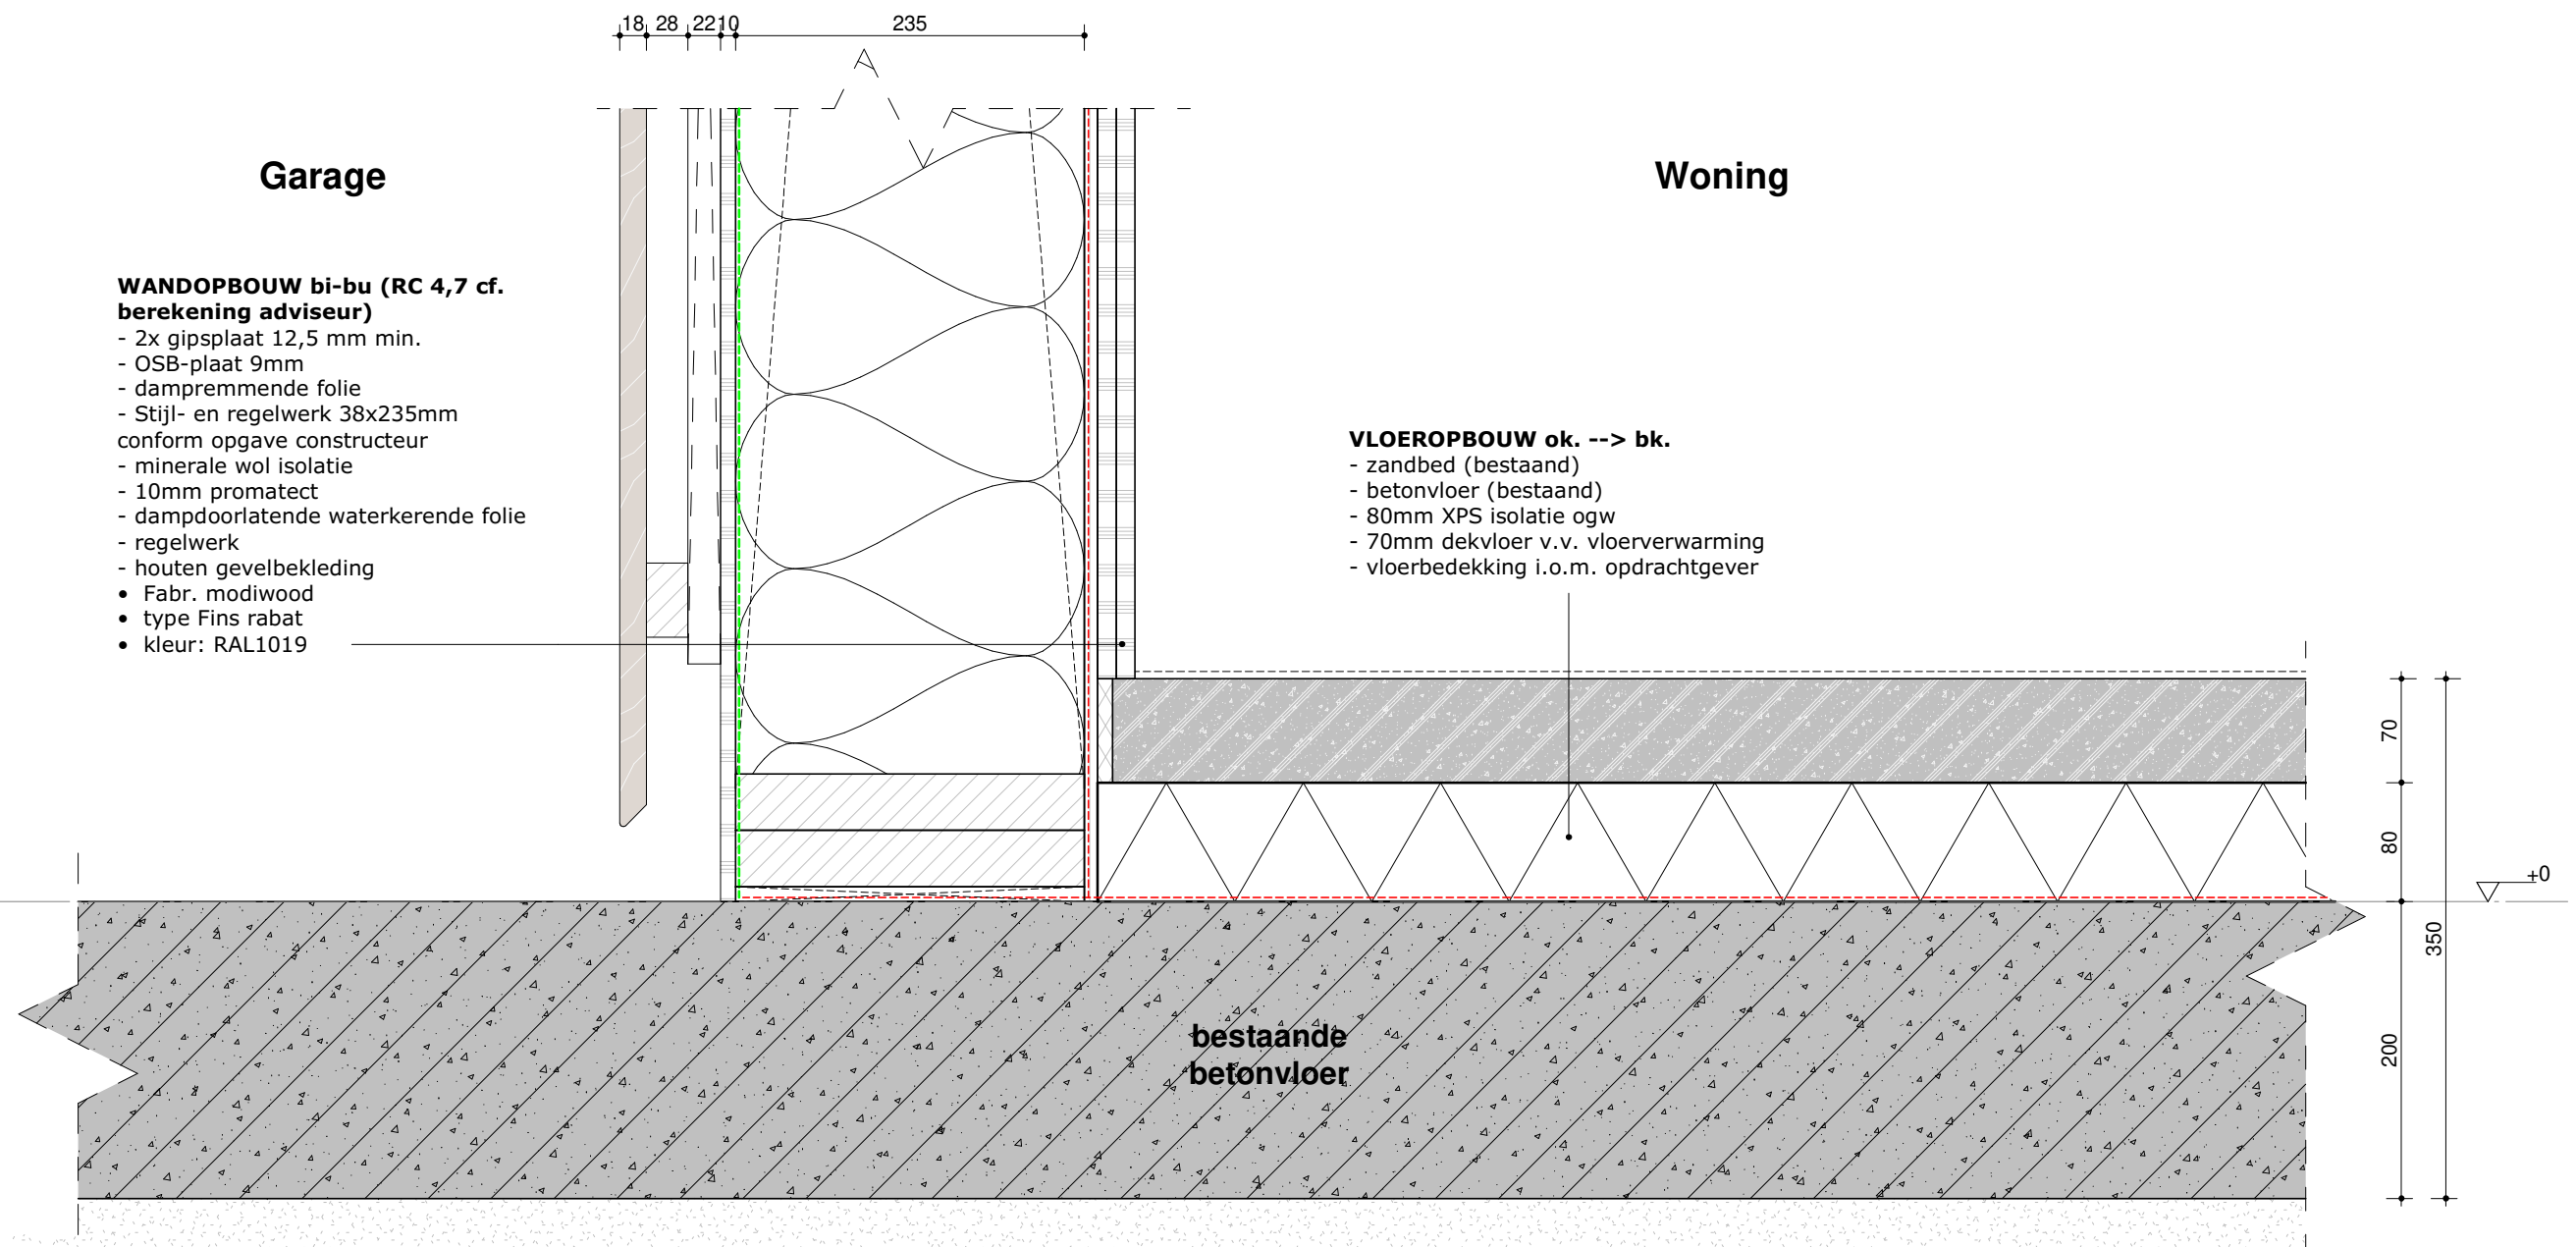 18 28 22 10 235
Garage
Woning
WANDOPBOUW bi-bu (RC 4,7 cf.
berekening adviseur)
- 2x gipsplaat 12,5 mm min.
- OSB-plaat 9mm
- dampremmende folie
- Stijl- en regelwerk 38x235mm
conform opgave constructeur
- minerale wol isolatie
- 10mm promatect
- dampdoorlatende waterkerende folie
- regelwerk
- houten gevelbekleding
• Fabr. modiwood
• type Fins rabat
• kleur: RAL1019
VLOEROPBOUW ok. --> bk.
- zandbed (bestaand)
- betonvloer (bestaand)
- 80mm XPS isolatie ogw
- 70mm dekvloer v.v. vloerverwarming
- vloerbedekking i.o.m. opdrachtgever
70
80
+0
350
200
bestaande
betonvloer